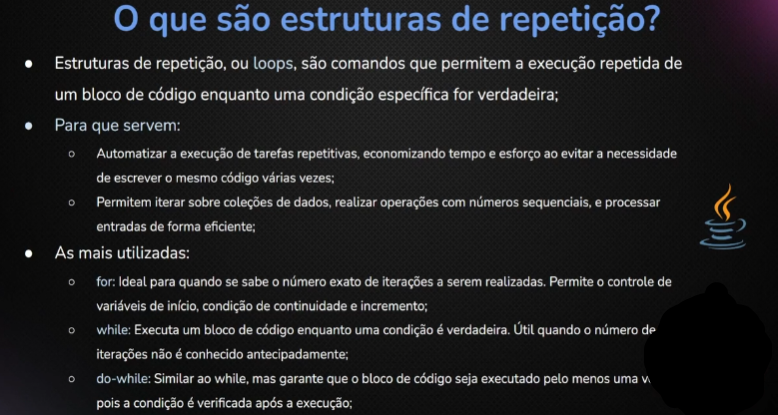 O que são estruturas de repetição?
● Estruturas de repetição, ou loops, são comandos que permitem a execução repetida de
um bloco de código enquanto uma condição específica for verdadeira;
● Para que servem:
○ Automatizar a execução de tarefas repetitivas, economizando tempo e esforço ao evitar a necessidade
de escrever o mesmo código várias vezes;
○ Permitem iterar sobre coleções de dados, realizar operações com números sequenciais, e processar
entradas de forma eficiente;
● As mais utilizadas:
○ for: Ideal para quando se sabe o número exato de iterações a serem realizadas. Permite o controle de
variáveis de início, condição de continuidade e incremento;
○ while: Executa um bloco de código enquanto uma condição é verdadeira. Útil quando o número de
iterações não é conhecido antecipadamente;
○ do-while: Similar ao while, mas garante que o bloco de código seja executado pelo menos uma
pois a condição é verificada após a execução;